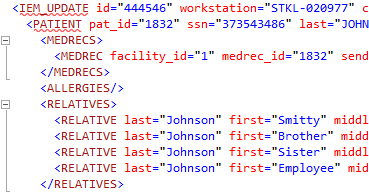 <IEM_UPDATE id="444546" workstation="STKL-020977" c
<PATIENT pat_id="1832" ssn="373543486" last="JOHN
<MEDRECS>
<MEDREC facility_id="1" medrec_id="1832" send
</MEDRECS>
<ALLERGIES/>
<RELATIVES>
<RELATIVE last="Johnson" first="Smitty" middl
<RELATIVE last="Johnson" first="Brother" mid
<RELATIVE last="Johnson" first="Sister" middl
<RELATIVE last="Johnson" first="Employee" mid
</RELATIVES>